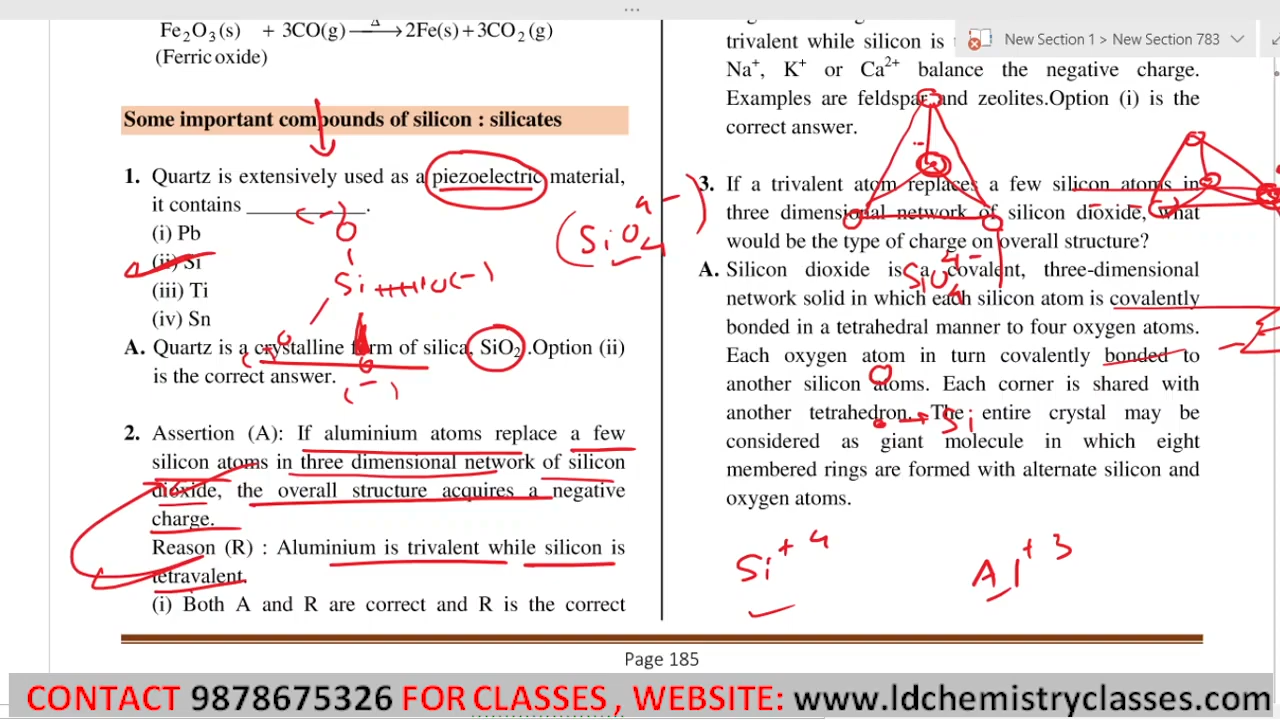 New Section 1 > New Section 783
Fe₂O₃(s) + 3CO(g) Δ→ 2Fe(s)+3CO₂(g)
(Ferric oxide)
Some important compounds of silicon : silicates
1. Quartz is extensively used as a piezoelectric material,
it contains ____________.
(i) Pb
(ii) Si
(iii) Ti
(iv) Sn
A. Quartz is a crystalline form of silica, SiO₂.Option (ii)
is the correct answer.
2. Assertion (A): If aluminium atoms replace a few
silicon atoms in three dimensional network of silicon
dioxide, the overall structure acquires a negative
charge.
Reason (R) : Aluminium is trivalent while silicon is
tetravalent.
(i) Both A and R are correct and R is the correct
(-)
O
Si O(-)
O
(-)
(SiO₄⁴⁻)
trivalent while silicon is
Na⁺, K⁺ or Ca²⁺ balance the negative charge.
Examples are feldspar and zeolites.Option (i) is the
correct answer.
3. If a trivalent atom replaces a few silicon atoms in
three dimensional network of silicon dioxide, what
would be the type of charge on overall structure?
A. Silicon dioxide is a covalent, three-dimensional
network solid in which each silicon atom is covalently
bonded in a tetrahedral manner to four oxygen atoms.
Each oxygen atom in turn covalently bonded to
another silicon atoms. Each corner is shared with
another tetrahedron. The entire crystal may be
considered as giant molecule in which eight
membered rings are formed with alternate silicon and
oxygen atoms.
SiO₄⁴⁻
Si
Si⁺⁴ Al⁺³
Page 185
CONTACT 9878675326 FOR CLASSES , WEBSITE: www.ldchemistryclasses.com